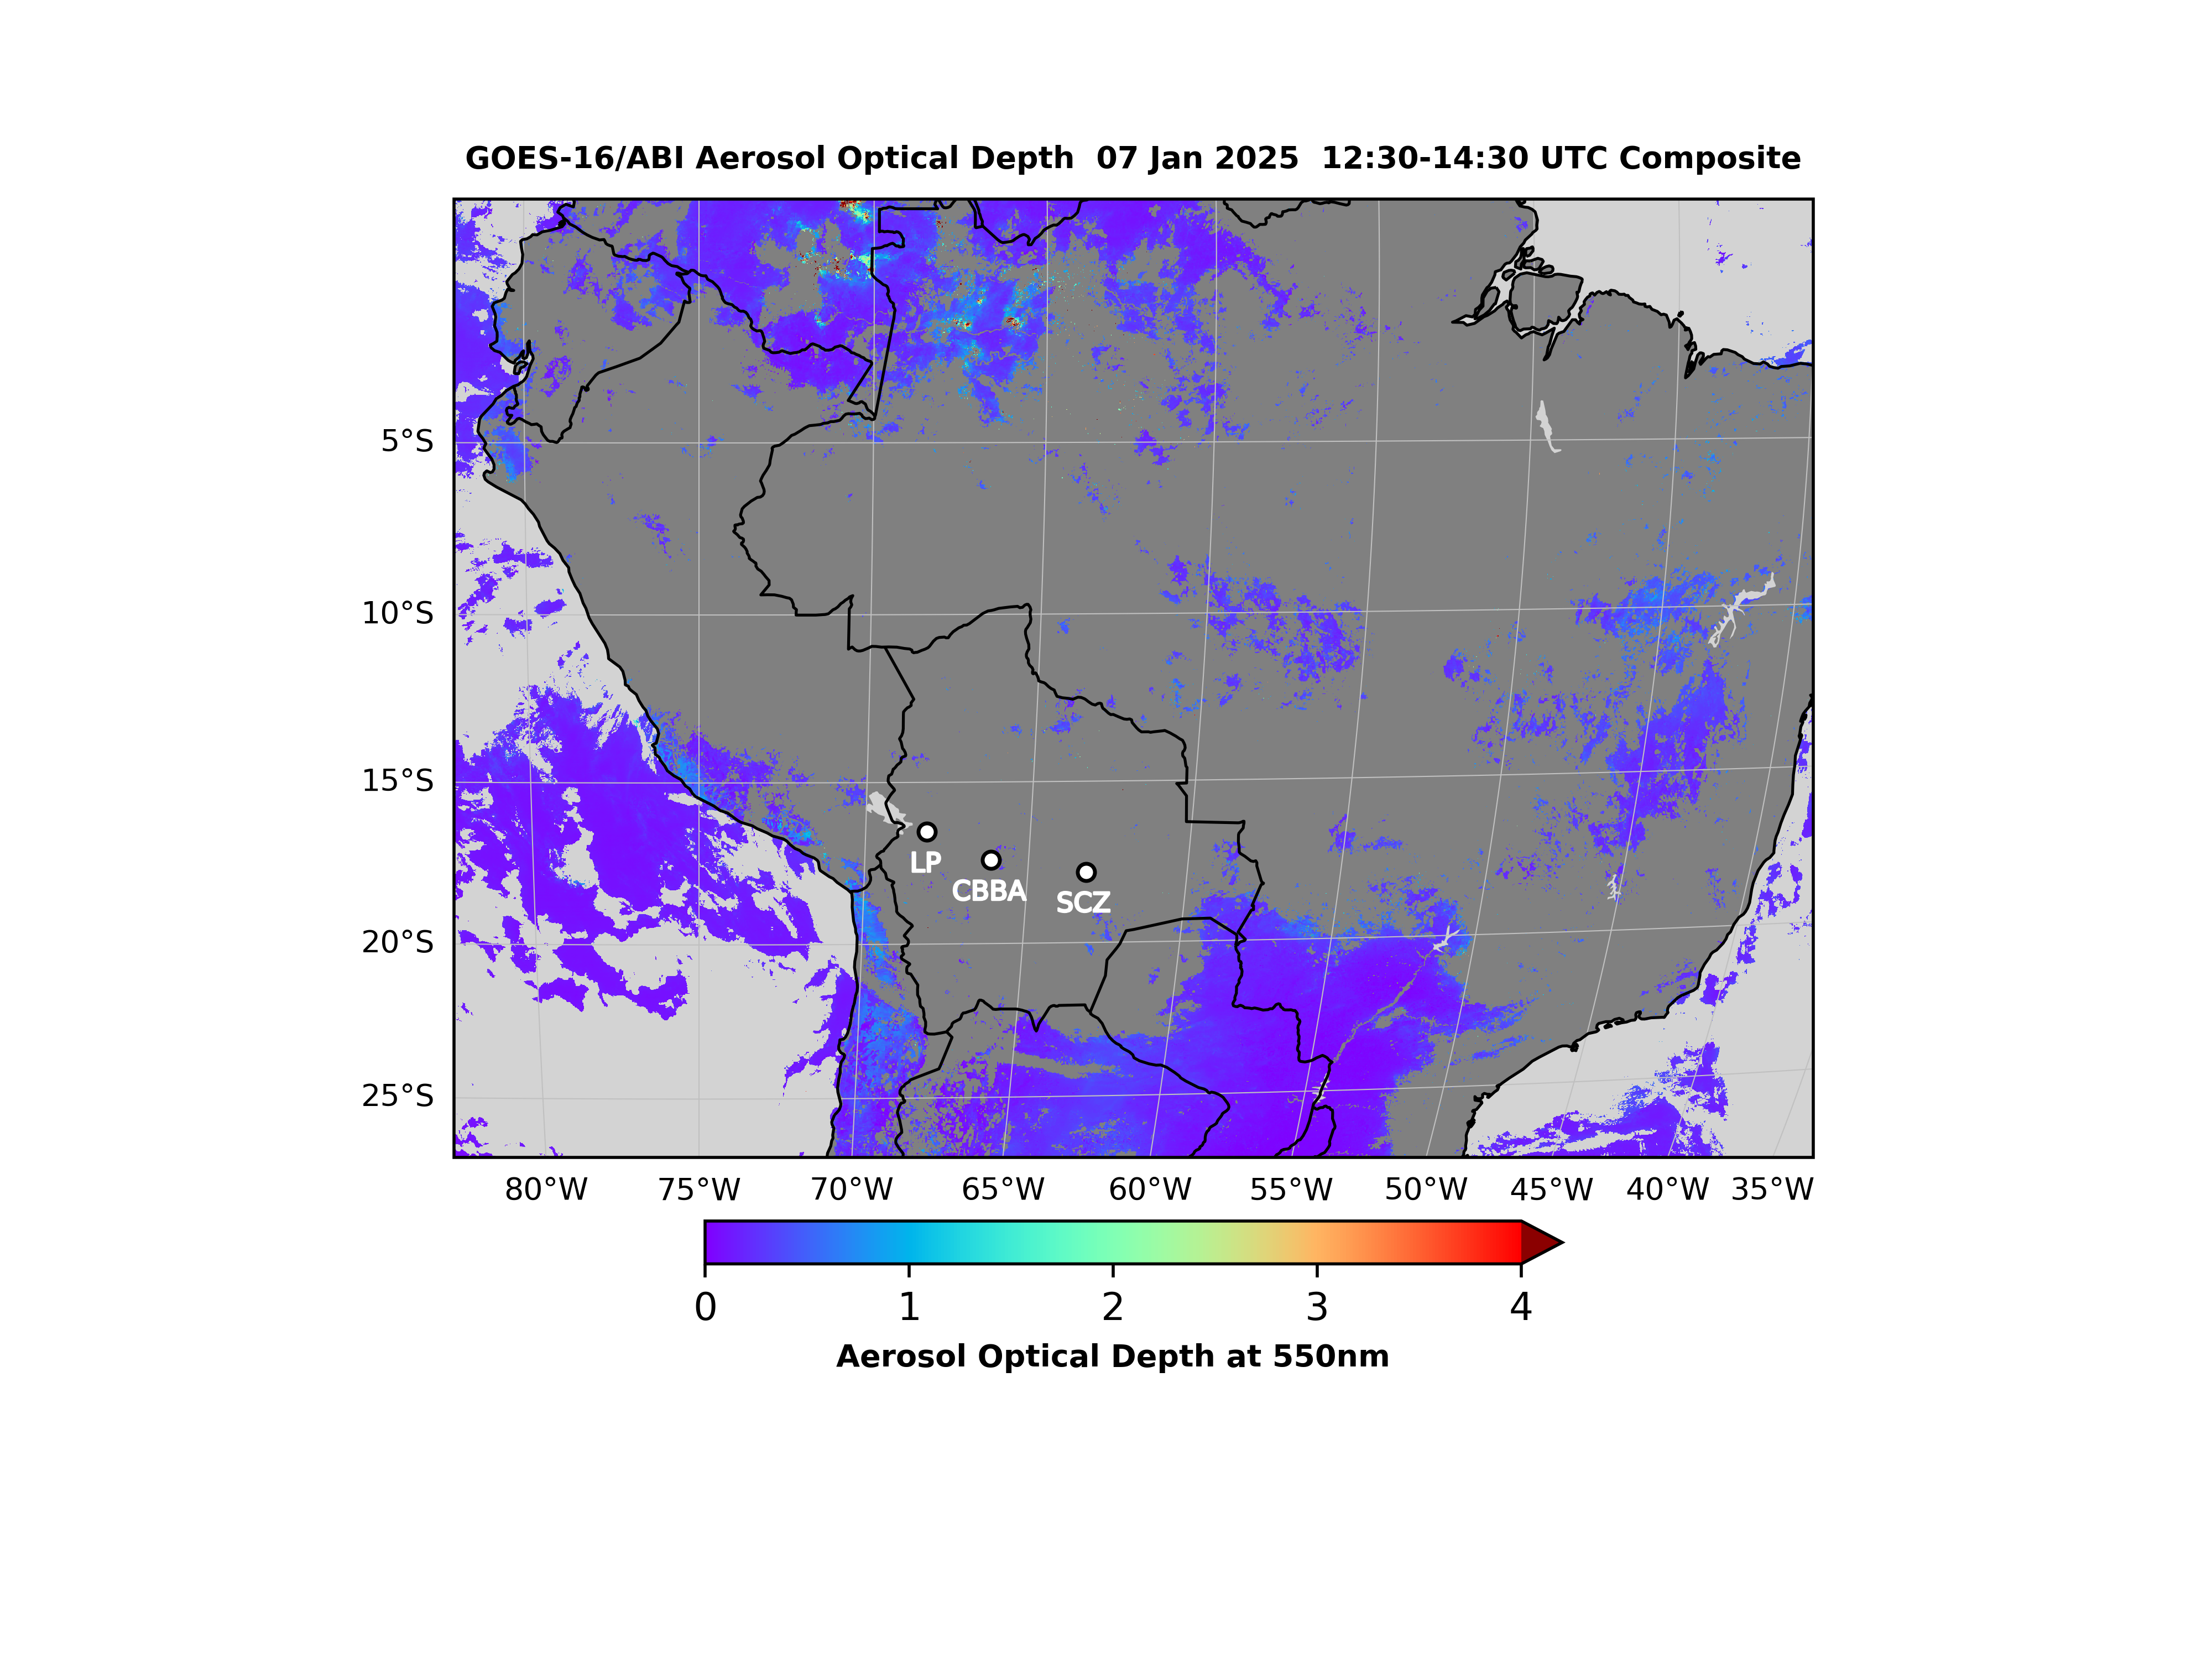 GOES-16/ABI Aerosol Optical Depth  07 Jan 2025  12:30-14:30 UTC Composite
5°S
10°S
15°S
LP
CBBA
SCZ
20°S
25°S
80°W 75°W 70°W 65°W 60°W 55°W 50°W 45°W 40°W 35°W
0 1 2 3 4
Aerosol Optical Depth at 550nm